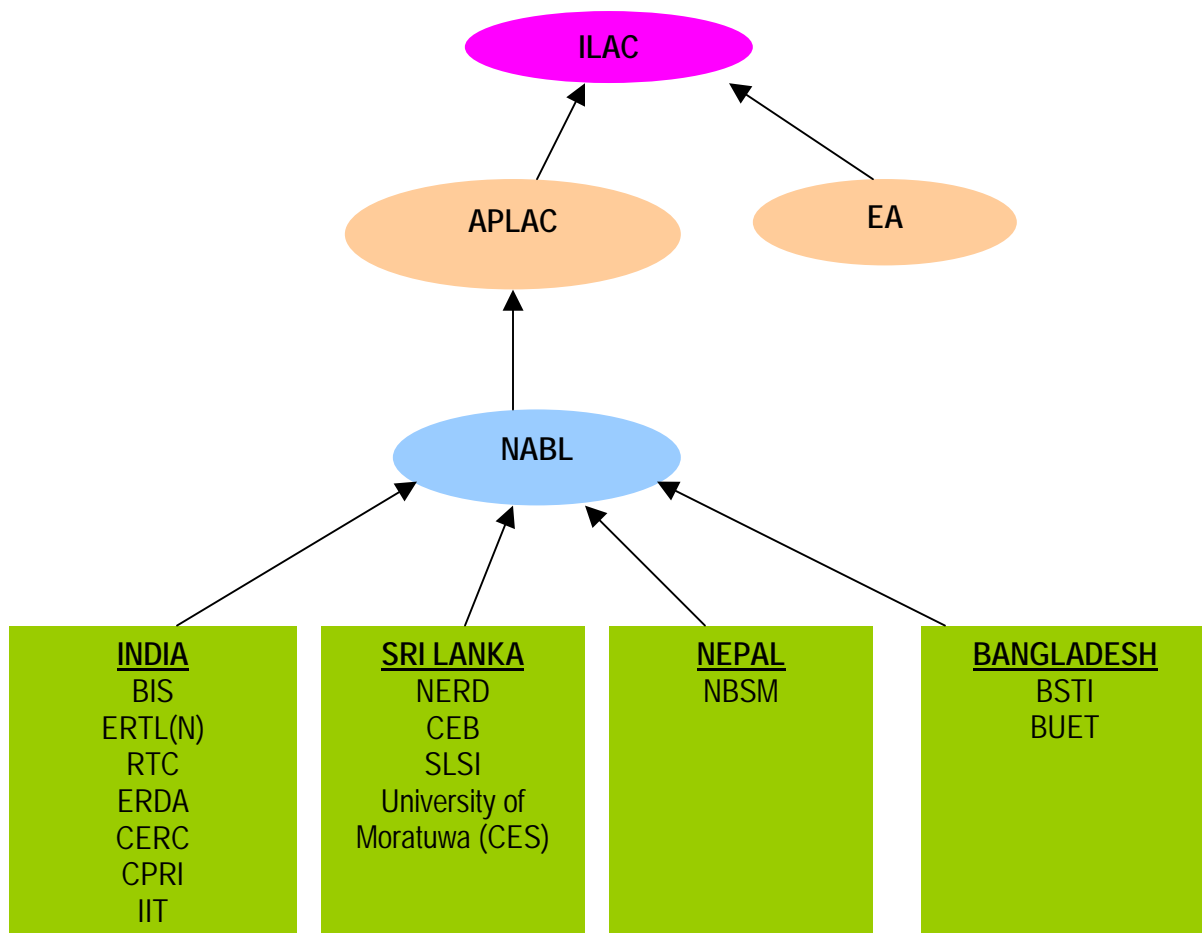 ILAC
APLAC
EA
NABL
INDIA
BIS
ERTL(N)
RTC
ERDA
CERC
CPRI
IIT
SRI LANKA
NERD
CEB
SLSI
University of
Moratuwa (CES)
NEPAL
NBSM
BANGLADESH
BSTI
BUET